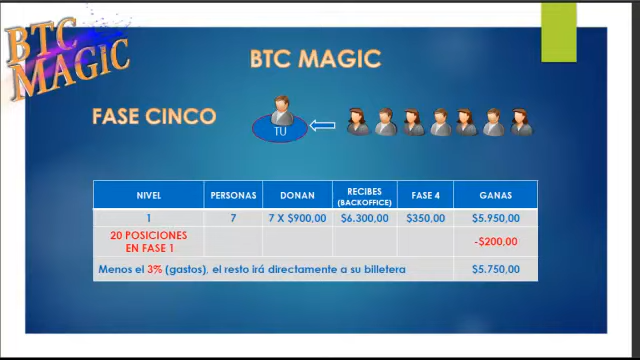 BTC
MAGIC
BTC MAGIC
FASE CINCO
TU
NIVEL PERSONAS DONAN RECIBES (BACKOFFICE) FASE 4 GANAS
1 7 7 X $900,00 $6.300,00 $350,00 $5.950,00
20 POSICIONES
EN FASE 1 -$200,00
Menos el 3% (gastos), el resto irá directamente a su billetera $5.750,00